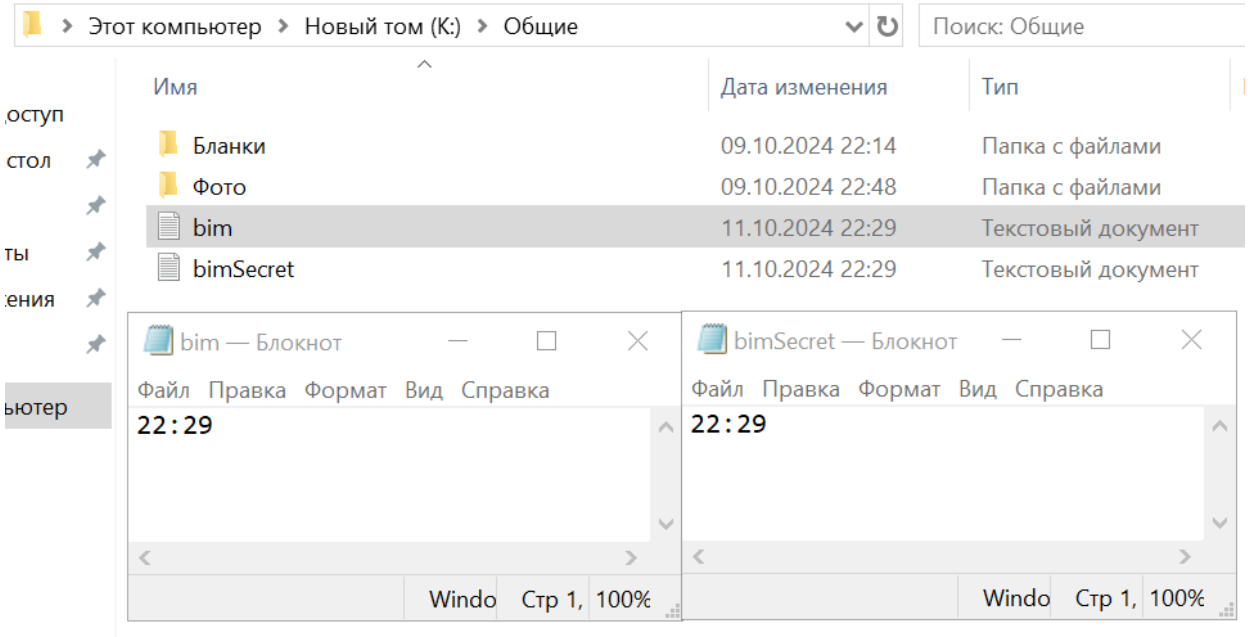 Этот компьютер > Новый том (K:) > Общие
Поиск: Общие
Имя
Дата изменения
Тип
оступ
стол
ты
ения
ьютер
Бланки 09.10.2024 22:14 Папка с файлами
Фото 09.10.2024 22:48 Папка с файлами
bim 11.10.2024 22:29 Текстовый документ
bimSecret 11.10.2024 22:29 Текстовый документ
bim — Блокнот
Файл Правка Формат Вид Справка
22:29
Windo Стр 1, 100%
bimSecret — Блокнот
Файл Правка Формат Вид Справка
22:29
Windo Стр 1, 100%